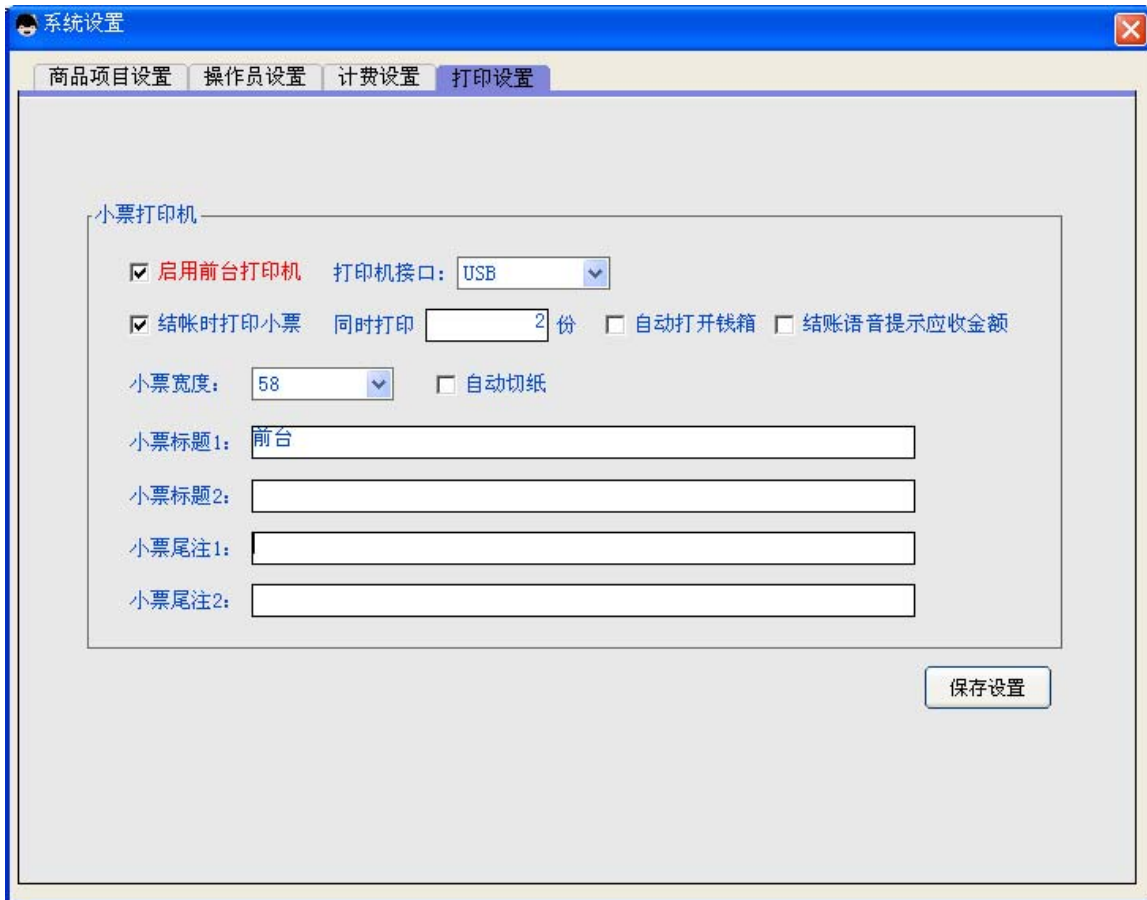 系统设置
商品项目设置 操作员设置 计费设置 打印设置
小票打印机
启用前台打印机 打印机接口: USB
结帐时打印小票 同时打印 2 份 自动打开钱箱 结账语音提示应收金额
小票宽度: 58 自动切纸
小票标题1: 前台
小票标题2:
小票尾注1:
小票尾注2:
保存设置